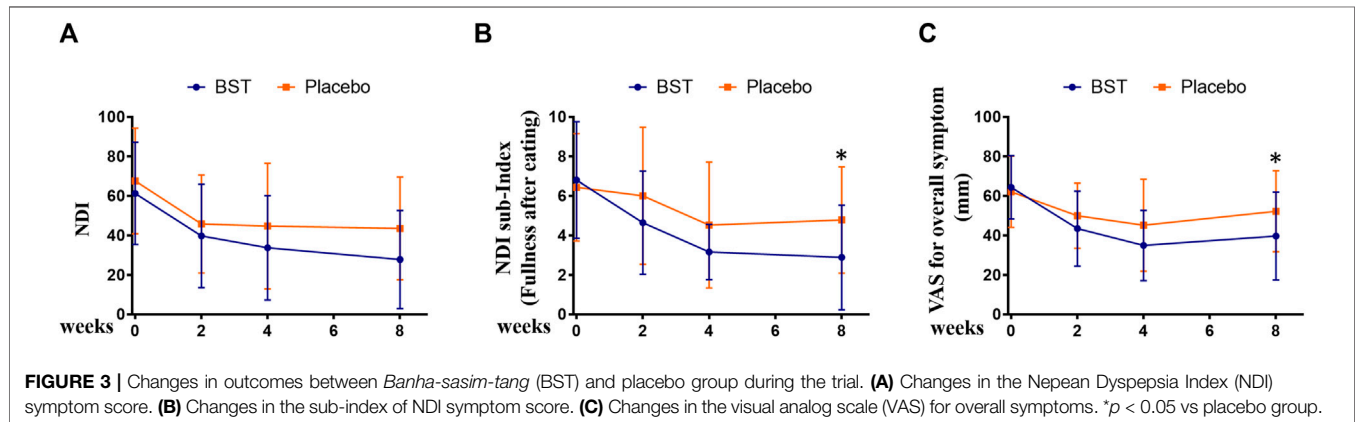 A
BST Placebo
NDI
100
80
60
40
20
0
weeks
0 2 4 6 8
B
BST Placebo
NDI sub-Index
(Fullness after eating)
10
8
6
4
2
0
*
weeks
0 2 4 6 8
C
BST Placebo
VAS for overall symptom
(mm)
100
80
60
40
20
0
*
weeks
0 2 4 6 8
FIGURE 3 | Changes in outcomes between Banha-sasim-tang (BST) and placebo group during the trial. (A) Changes in the Nepean Dyspepsia Index (NDI)
symptom score. (B) Changes in the sub-index of NDI symptom score. (C) Changes in the visual analog scale (VAS) for overall symptoms. *p < 0.05 vs placebo group.